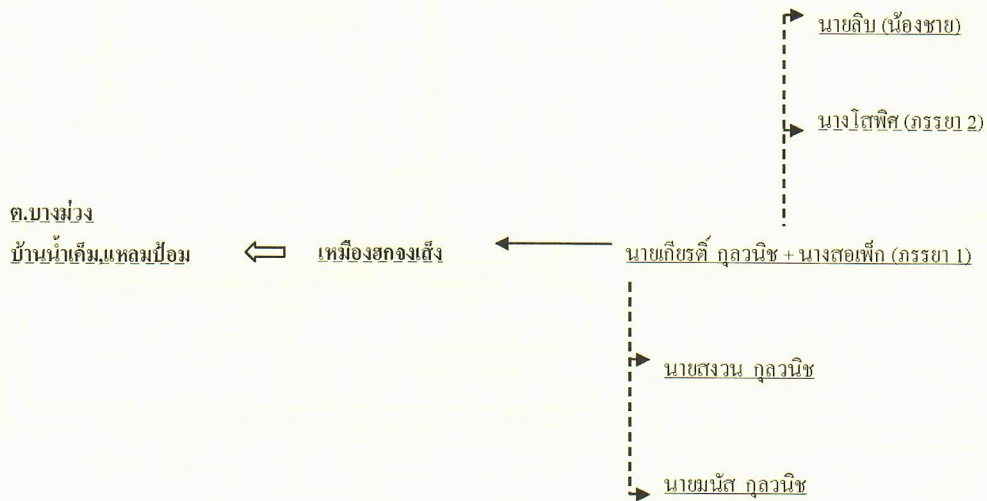 นายลิบ (น้องชาย)
นางโสพิศ (ภรรยา 2)
ต.บางม่วง
บ้านน้ำเค็ม,แหลมป้อม
เหมืองฮกจงเส็ง
นายเกียรติ์ กุลวนิช + นางสอเพ็ก (ภรรยา 1)
นายสงวน กุลวนิช
นายมนัส กุลวนิช